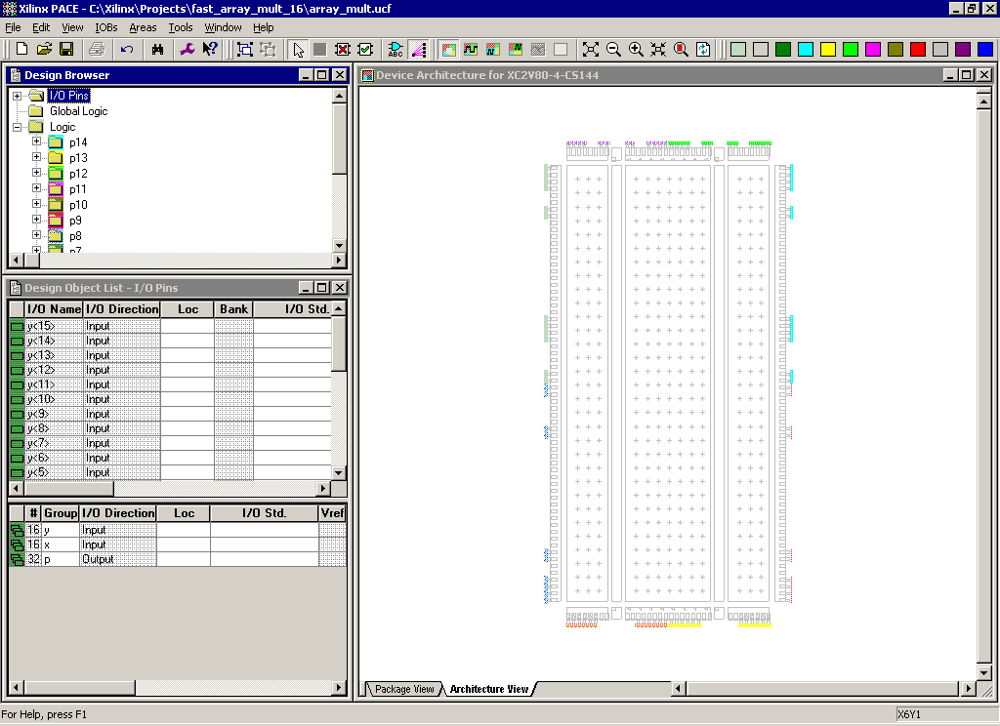 Xilinx PACE - C:\Xilinx\Projects\fast_array_mult_16\array_mult.ucf
File Edit View IOBs Areas Tools Window Help
ABC
Design Browser
I/O Pins
Global Logic
Logic
p14
p13
p12
p11
p10
p9
p8
p7
Design Object List - I/O Pins
I/O Name I/O Direction Loc Bank I/O Std.
y<15> Input
y<14> Input
y<13> Input
y<12> Input
y<11> Input
y<10> Input
y<9> Input
y<8> Input
y<7> Input
y<6> Input
y<5> Input
# Group I/O Direction Loc I/O Std. Vref
16 y Input
16 x Input
32 p Output
Device Architecture for XC2V80-4-CS144
Package View Architecture View
For Help, press F1
X6Y1